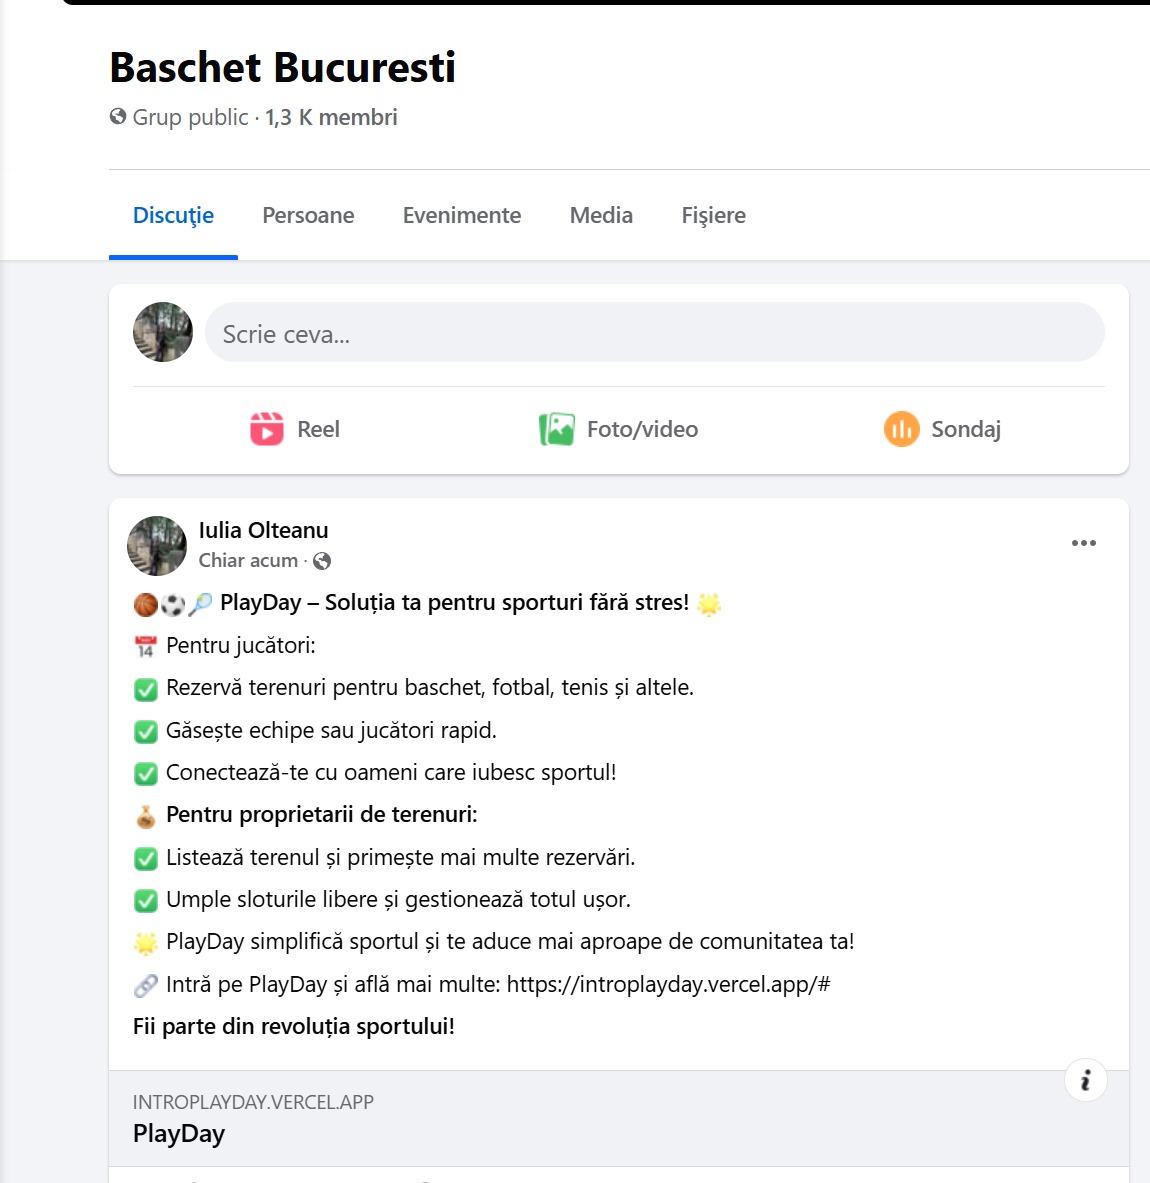 Baschet Bucuresti
Grup public · 1,3 K membri
Discuţie Persoane Evenimente Media Fişiere
Scrie ceva...
Reel Foto/video Sondaj
Iulia Olteanu
Chiar acum ·
🏀⚽🎾 PlayDay – Soluția ta pentru sporturi fără stres! 🌟
📅 Pentru jucători:
✅ Rezervă terenuri pentru baschet, fotbal, tenis și altele.
✅ Găsește echipe sau jucători rapid.
✅ Conectează-te cu oameni care iubesc sportul!
💰 Pentru proprietarii de terenuri:
✅ Listează terenul și primește mai multe rezervări.
✅ Umple sloturile libere și gestionează totul ușor.
🌟 PlayDay simplifică sportul și te aduce mai aproape de comunitatea ta!
🔗 Intră pe PlayDay și află mai multe: https://introplayday.vercel.app/#
Fii parte din revoluția sportului!
INTROPLAYDAY.VERCEL.APP
PlayDay